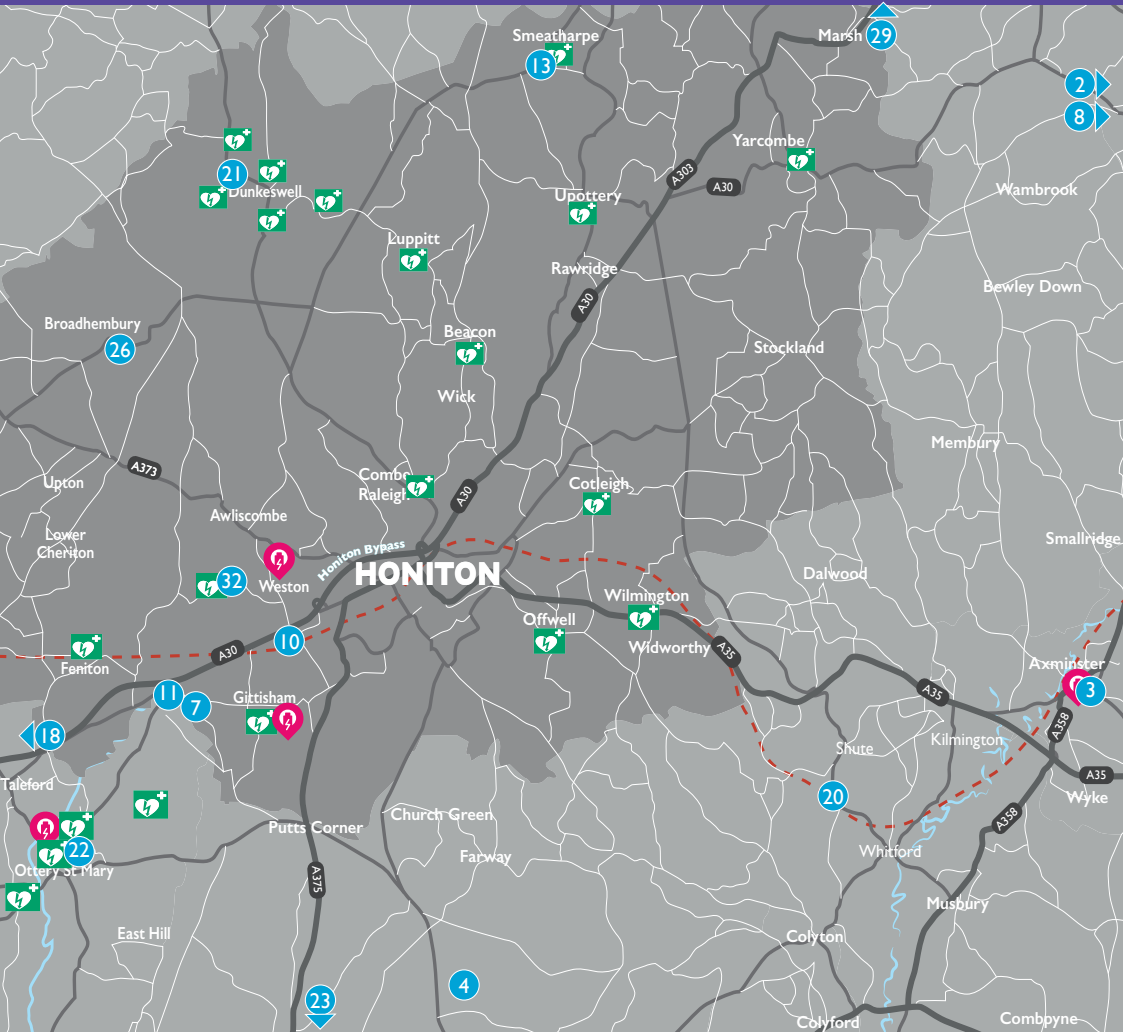 Smeatharpe
13
Marsh
29
2
8
Yarcombe
21
Dunkeswell
A303
A30
Wambrook
Upottery
Luppitt
Rawridge
Bewley Down
A30
Broadhembury
26
Beacon
Stockland
Wick
Membury
A373
Upton
Combe
Raleigh
A30
Cotleigh
Awliscombe
Lower
Cheriton
Smallridge
Honiton Bypass
HONITON
Dalwood
32
Weston
Wilmington
Offwell
10
A30
Widworthy
A35
Feniton
Axminster
3
11
7
Gittisham
A35
A358
18
Kilmington
Shute
A35
Taleford
20
Wyke
Church Green
Putts Corner
A358
22
Whitford
Farway
Ottery St Mary
A375
Musbury
East Hill
Colyton
4
23
Colyford
Combpyne